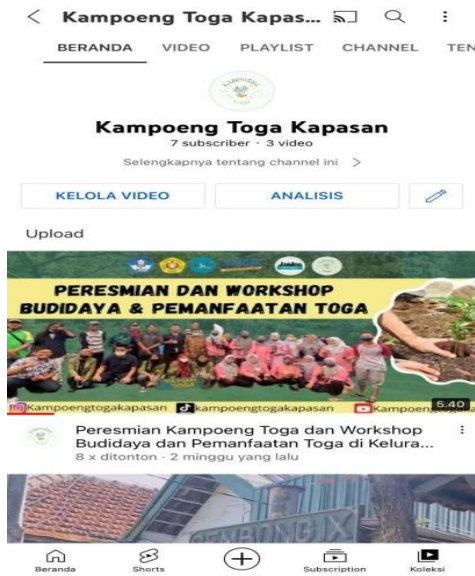 Kampoeng Toga Kapas...
BERANDA VIDEO PLAYLIST CHANNEL TEN
Kampoeng Toga Kapasan
7 subscriber · 3 video
Selengkapnya tentang channel ini >
KELOLA VIDEO ANALISIS
Upload
PERESMIAN DAN WORKSHOP
BUDIDAYA & PEMANFAATAN TOGA
Kampoengtogakapasan kampoengtogakapasan Kampoen
5.40
Peresmian Kampoeng Toga dan Workshop
Budidaya dan Pemanfaatan Toga di Kelura...
8 x ditonton · 2 minggu yang lalu
GEMBONG X
Beranda Shorts Subscription Koleksi